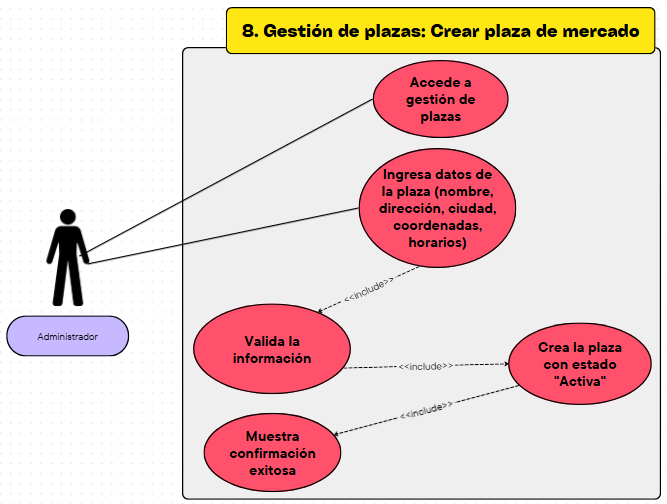 8. Gestión de plazas: Crear plaza de mercado
Accede a
gestión de
plazas
Ingresa datos de
la plaza (nombre,
dirección, ciudad,
coordenadas,
horarios)
<<include>>
Administrador
Valida la
información
<<include>>
Crea la plaza
con estado
"Activa"
<<include>>
Muestra
confirmación
exitosa